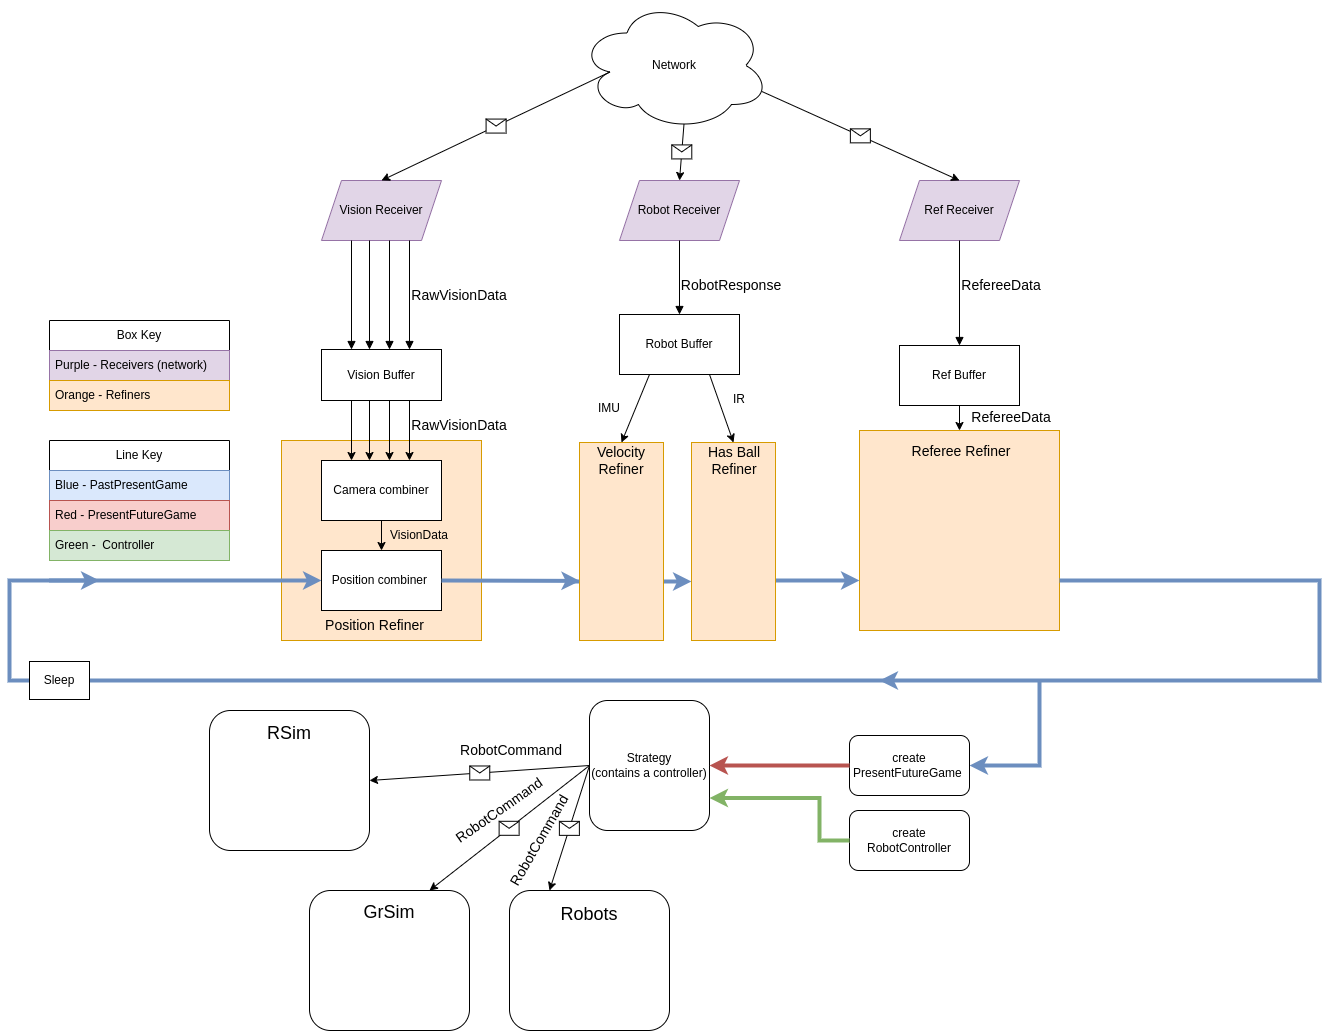 Network
Vision Receiver
Robot Receiver
Ref Receiver
RawVisionData
RobotResponse
RefereeData
Box Key
Purple - Receivers (network)
Orange - Refiners
Vision Buffer
Robot Buffer
Ref Buffer
IMU
IR
RawVisionData
RefereeData
Line Key
Blue - PastPresentGame
Red - PresentFutureGame
Green -  Controller
Camera combiner
VisionData
Position combiner
Position Refiner
Velocity
Refiner
Has Ball
Refiner
Referee Refiner
Sleep
RSim
RobotCommand
RobotCommand
RobotCommand
Strategy
(contains a controller)
create
PresentFutureGame
create
RobotController
GrSim
Robots